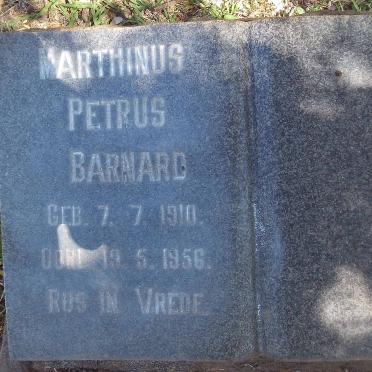 MARTHINUS
PETRUS
BARNARD
GEB. 7. 7. 1910.
OORL. 19. 5. 1956.
RUS IN VREDE.